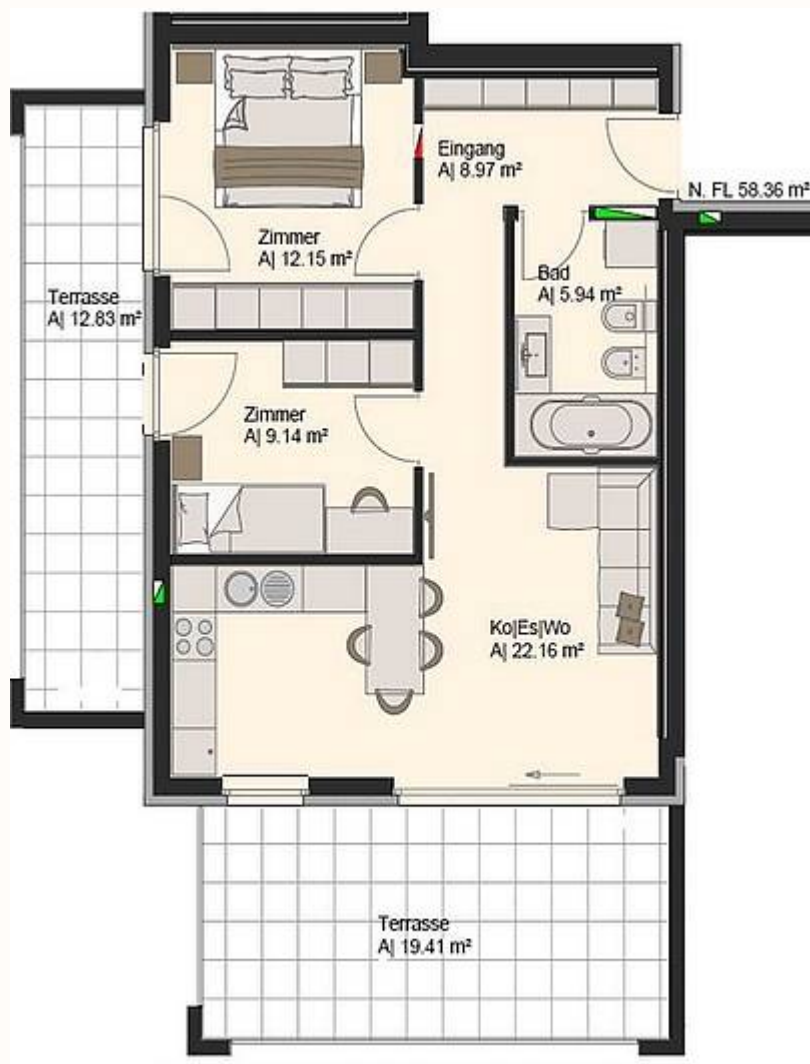 Eingang
A| 8.97 m²
N. FL 58.36 m²
Zimmer
A| 12.15 m²
Bad
A| 5.94 m²
Terrasse
A| 12.83 m²
Zimmer
A| 9.14 m²
Ko|Es|Wo
A| 22.16 m²
Terrasse
A| 19.41 m²